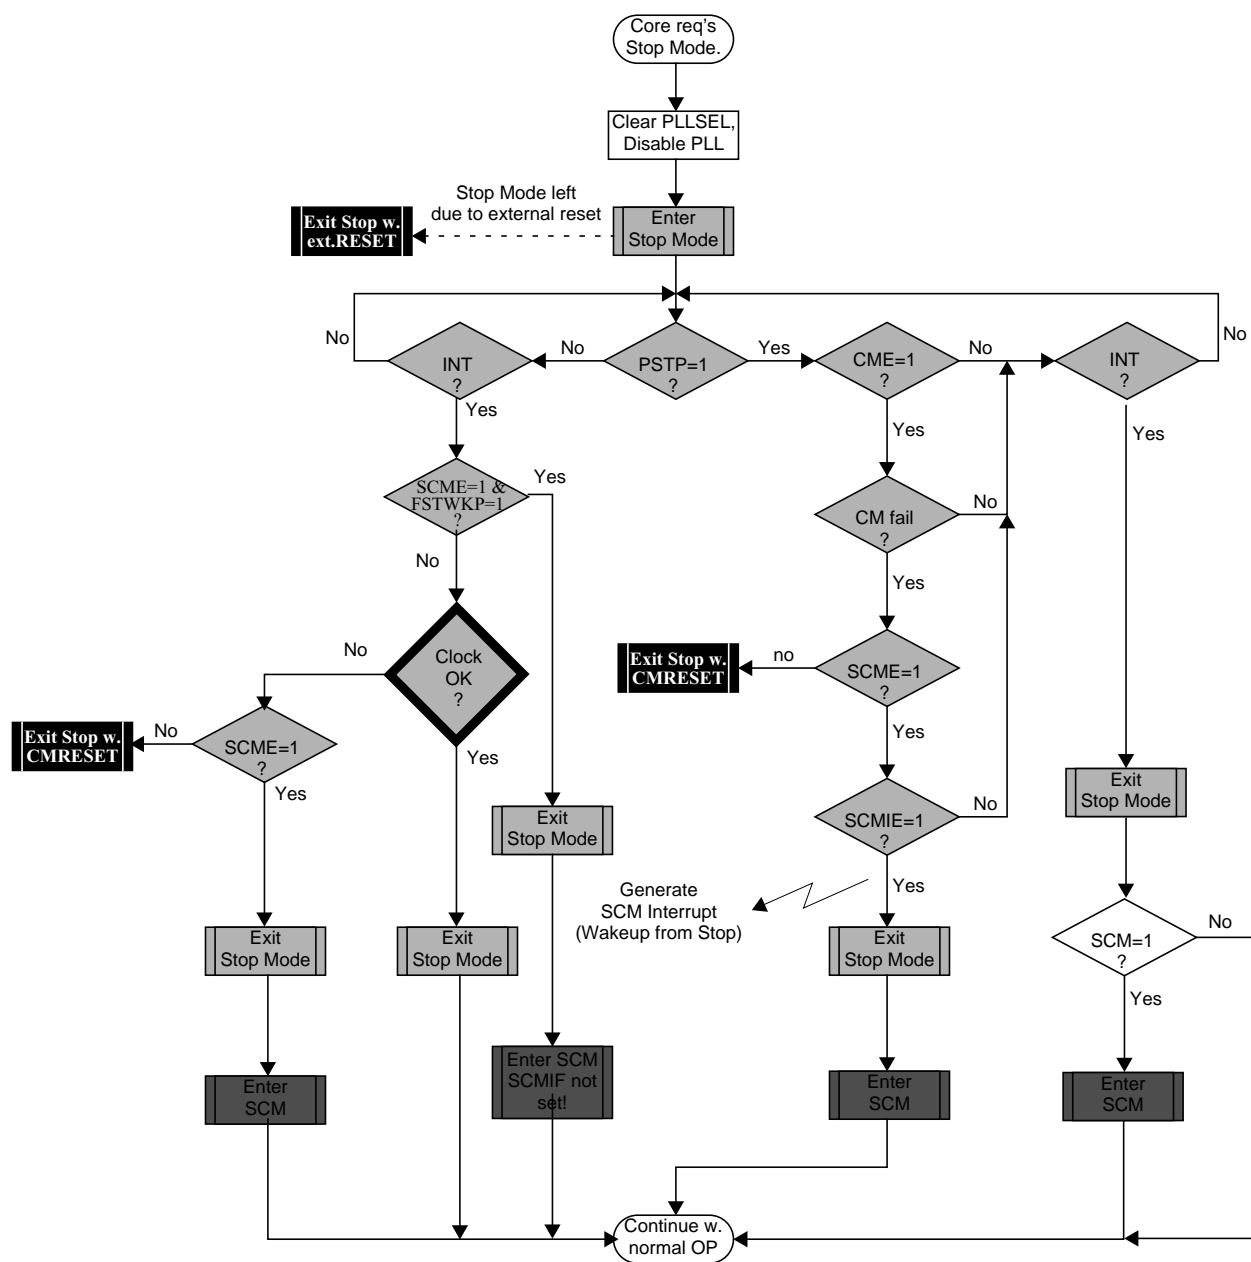 Core req's
Stop Mode.
Clear PLLSEL,
Disable PLL
Stop Mode left
due to external reset
Exit Stop w.
ext.RESET
Enter
Stop Mode
No
INT
?
No
PSTP=1
?
Yes
CME=1
?
No
INT
?
No
Yes
Yes
Yes
SCME=1 &
FSTWKP=1
?
Yes
CM fail
?
No
No
Yes
No
Clock
OK
?
Exit Stop w.
CMRESET
no
SCME=1
?
Exit Stop w.
CMRESET
No
SCME=1
?
Yes
Yes
Yes
Exit
Stop Mode
SCMIE=1
?
No
Exit
Stop Mode
Generate
SCM Interrupt
(Wakeup from Stop)
Yes
Exit
Stop Mode
Exit
Stop Mode
Exit
Stop Mode
SCM=1
?
No
Yes
Enter
SCM
Enter SCM
SCMIF not
set!
Enter
SCM
Enter
SCM
Continue w.
normal OP